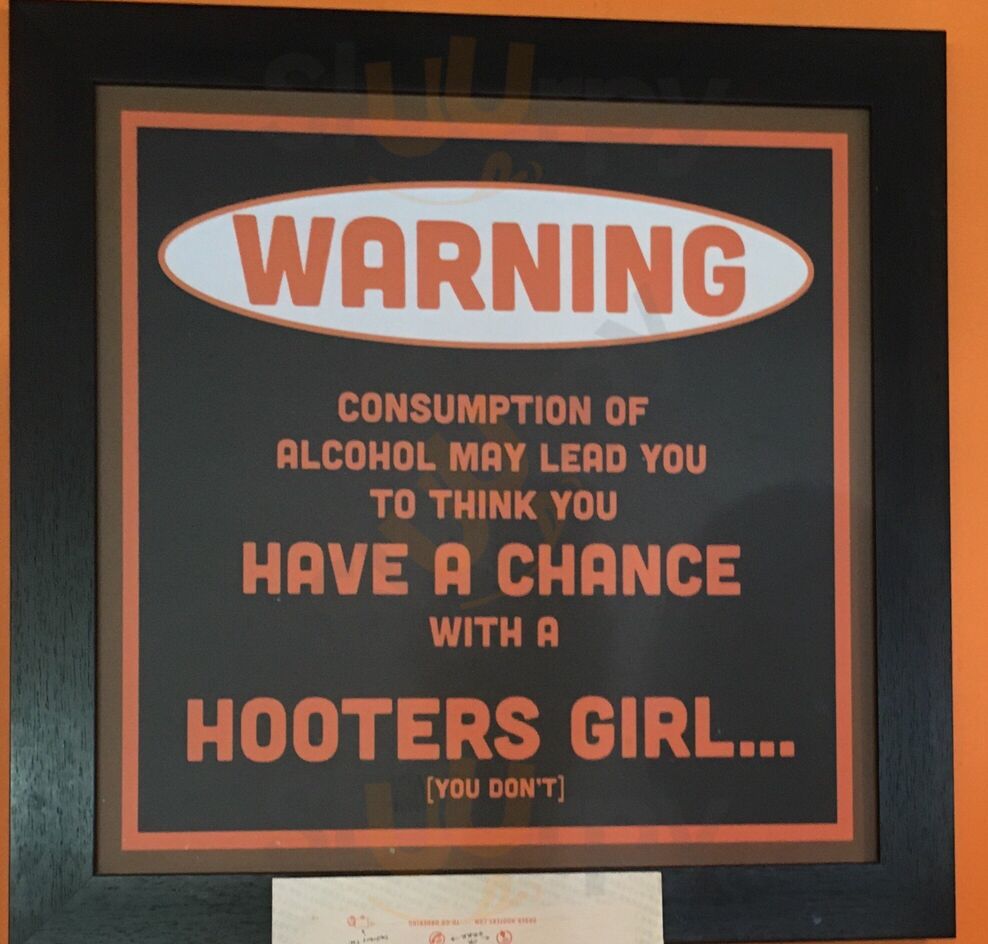 WARNING
CONSUMPTION OF
ALCOHOL MAY LEAD YOU
TO THINK YOU
HAVE A CHANCE
WITH A
HOOTERS GIRL...
[YOU DON'T]